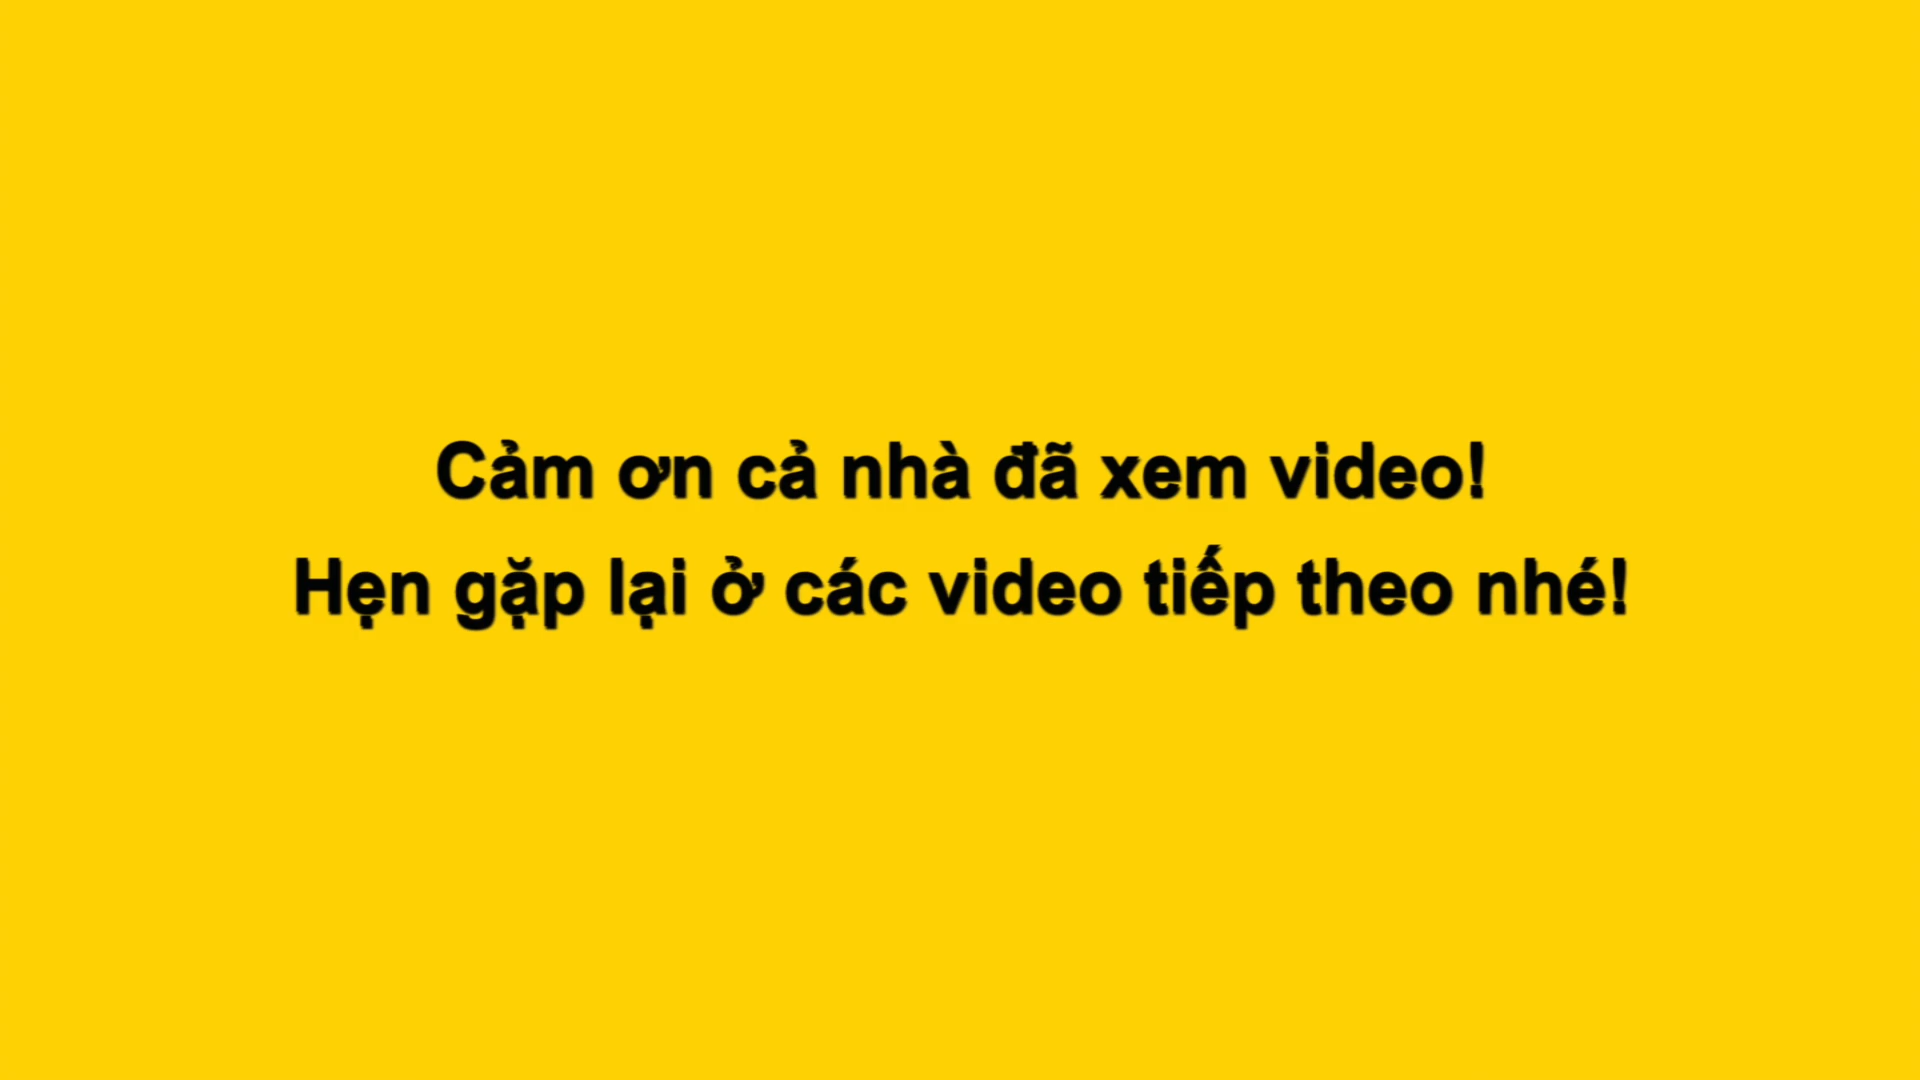 Cảm ơn cả nhà đã xem video!
Hẹn gặp lại ở các video tiếp theo nhé!